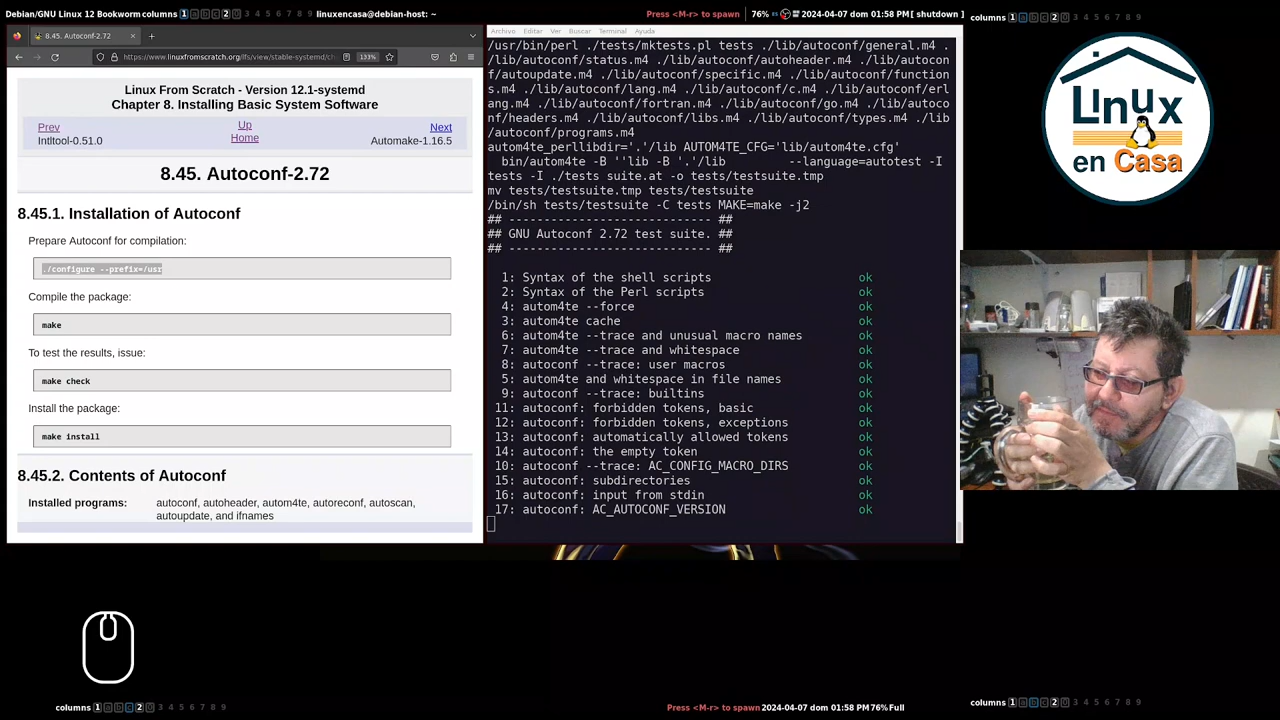 Debian/GNU Linux 12 Bookworm columns 1 a b c 2 0 3 4 5 6 7 8 9 linuxencasa@debian-host: ~ Press <M-r> to spawn 76% ES 2024-04-07 dom 01:58 PM [ shutdown ]
columns 1 a b c 2 0 3 4 5 6 7 8 9
8.45. Autoconf-2.72
https://www.linuxfromscratch.org/lfs/view/stable-systemd/ch 133%
Linux From Scratch - Version 12.1-systemd
Chapter 8. Installing Basic System Software
Prev Up Next
Intltool-0.51.0 Home Automake-1.16.5
8.45. Autoconf-2.72
8.45.1. Installation of Autoconf
Prepare Autoconf for compilation:
./configure --prefix=/usr
Compile the package:
make
To test the results, issue:
make check
Install the package:
make install
8.45.2. Contents of Autoconf
Installed programs: autoconf, autoheader, autom4te, autoreconf, autoscan,
autoupdate, and ifnames
Archivo Editar Ver Buscar Terminal Ayuda
/usr/bin/perl ./tests/mktests.pl tests ./lib/autoconf/general.m4 .
/lib/autoconf/status.m4 ./lib/autoconf/autoheader.m4 ./lib/autocon
f/autoupdate.m4 ./lib/autoconf/specific.m4 ./lib/autoconf/function
s.m4 ./lib/autoconf/lang.m4 ./lib/autoconf/c.m4 ./lib/autoconf/erl
ang.m4 ./lib/autoconf/fortran.m4 ./lib/autoconf/go.m4 ./lib/autoco
nf/headers.m4 ./lib/autoconf/libs.m4 ./lib/autoconf/types.m4 ./lib
/autoconf/programs.m4
autom4te_perllibdir='.'/lib AUTOM4TE_CFG='lib/autom4te.cfg'
bin/autom4te -B ''lib -B '.'/lib --language=autotest -I
tests -I ./tests suite.at -o tests/testsuite.tmp
mv tests/testsuite.tmp tests/testsuite
/bin/sh tests/testsuite -C tests MAKE=make -j2
## ----------------------------- ##
## GNU Autoconf 2.72 test suite. ##
## ----------------------------- ##
1: Syntax of the shell scripts ok
2: Syntax of the Perl scripts ok
4: autom4te --force ok
3: autom4te cache ok
6: autom4te --trace and unusual macro names ok
7: autom4te --trace and whitespace ok
8: autoconf --trace: user macros ok
5: autom4te and whitespace in file names ok
9: autoconf --trace: builtins ok
11: autoconf: forbidden tokens, basic ok
12: autoconf: forbidden tokens, exceptions ok
13: autoconf: automatically allowed tokens ok
14: autoconf: the empty token ok
10: autoconf --trace: AC_CONFIG_MACRO_DIRS ok
15: autoconf: subdirectories ok
16: autoconf: input from stdin ok
17: autoconf: AC_AUTOCONF_VERSION ok
Linux
en Casa
columns 1 a b c 2 0 3 4 5 6 7 8 9 Press <M-r> to spawn 2024-04-07 dom 01:58 PM 76% Full
columns 1 a b c 2 0 3 4 5 6 7 8 9